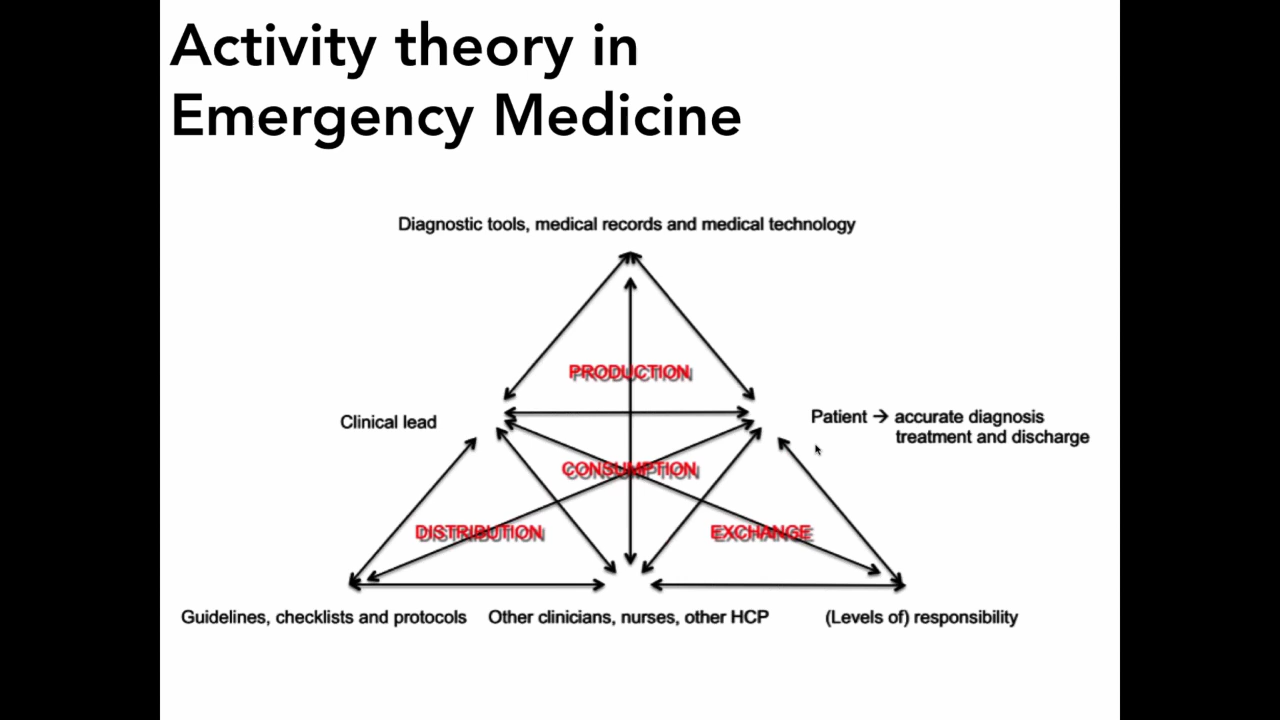 Activity theory in
Emergency Medicine
Diagnostic tools, medical records and medical technology
PRODUCTION
Clinical lead
Patient → accurate diagnosis
treatment and discharge
CONSUMPTION
DISTRIBUTION
EXCHANGE
Guidelines, checklists and protocols
Other clinicians, nurses, other HCP
(Levels of) responsibility